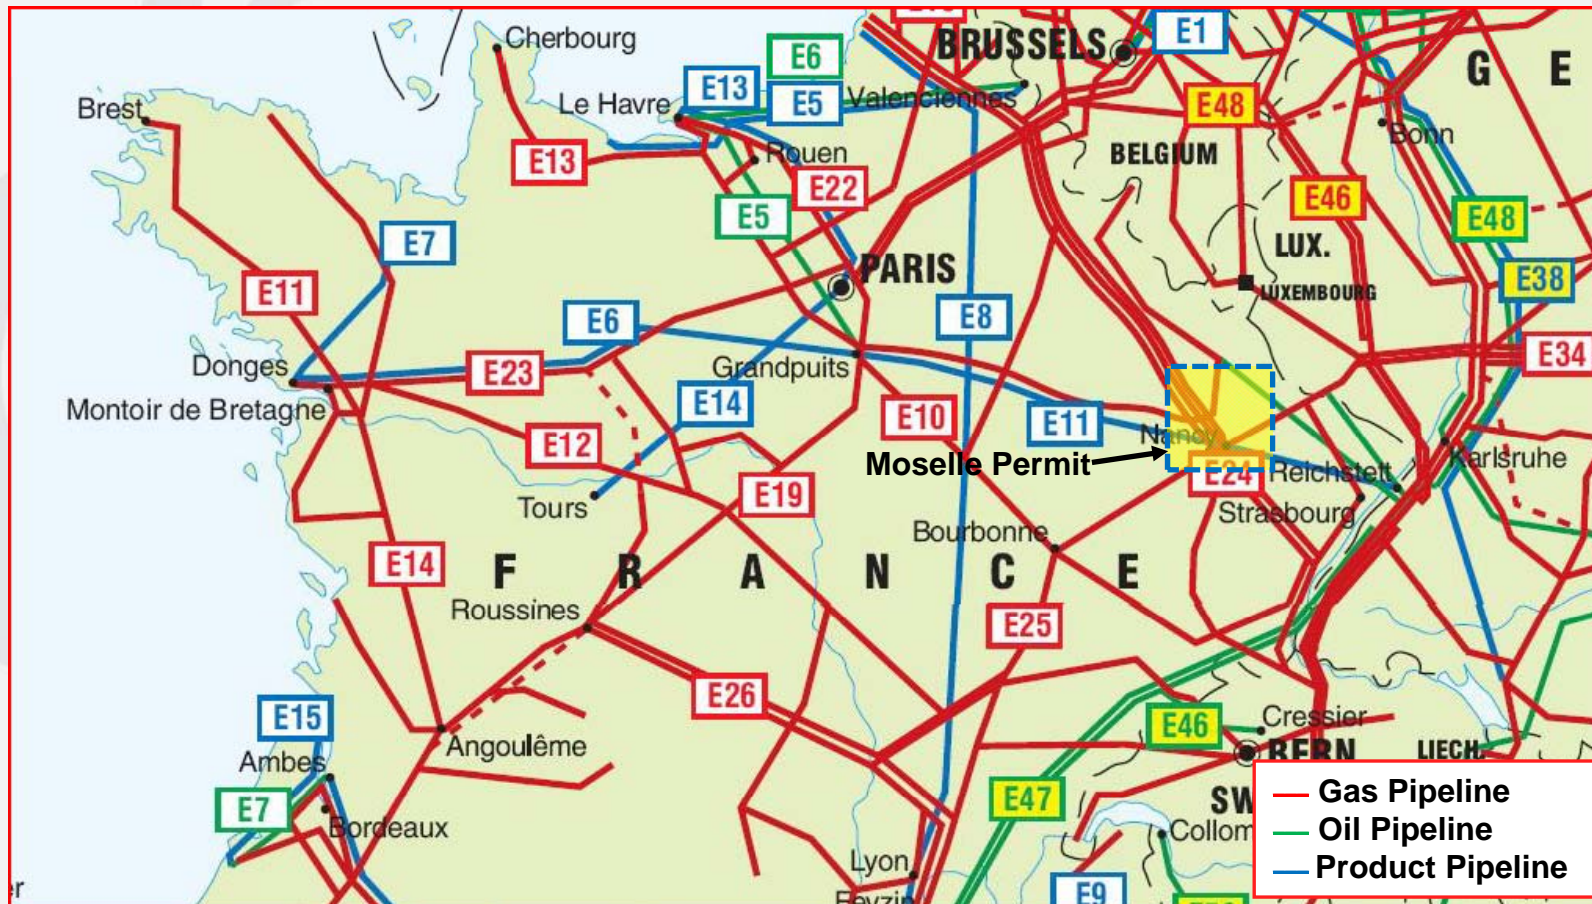 Cherbourg
E6
BRUSSELS
E1
G E
Brest
Le Havre
E13
E5
Valenciennes
E48
Bonn
E13
Rouen
E22
BELGIUM
E46
E5
E48
E7
PARIS
LUX.
LUXEMBOURG
E38
E11
E6
E8
Donges
E23
Grandpuits
E34
Montoir de Bretagne
E14
E10
E11
Nancy
E12
Moselle Permit
E24
Reichstett
Karlsruhe
Tours
E19
Strasbourg
Bourbonne
E14
F R A N C E
Roussines
E25
E26
E15
Cressier
E46
Angoulême
BERN
LIECH.
Ambes
E7
E47
SW
Gas Pipeline
Bordeaux
Collom
Oil Pipeline
Lyon
Product Pipeline
Feyzin
E9
er